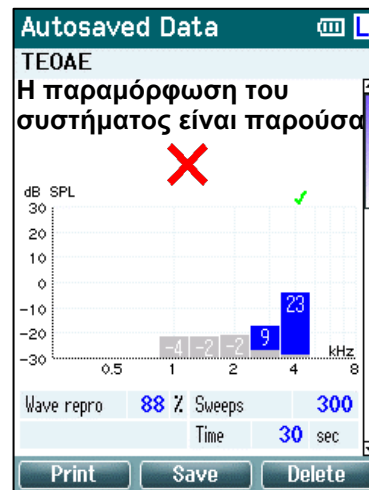 Autosaved Data L
TEOAE
Η παραμόρφωση του
συστήματος είναι παρούσα
dB SPL
30
20
10
0
-10
-20
-30
-4 -2 -2 9 23
kHz
0.5 1 2 4 8
Wave repro 88 % Sweeps 300
Time 30 sec
Print Save Delete